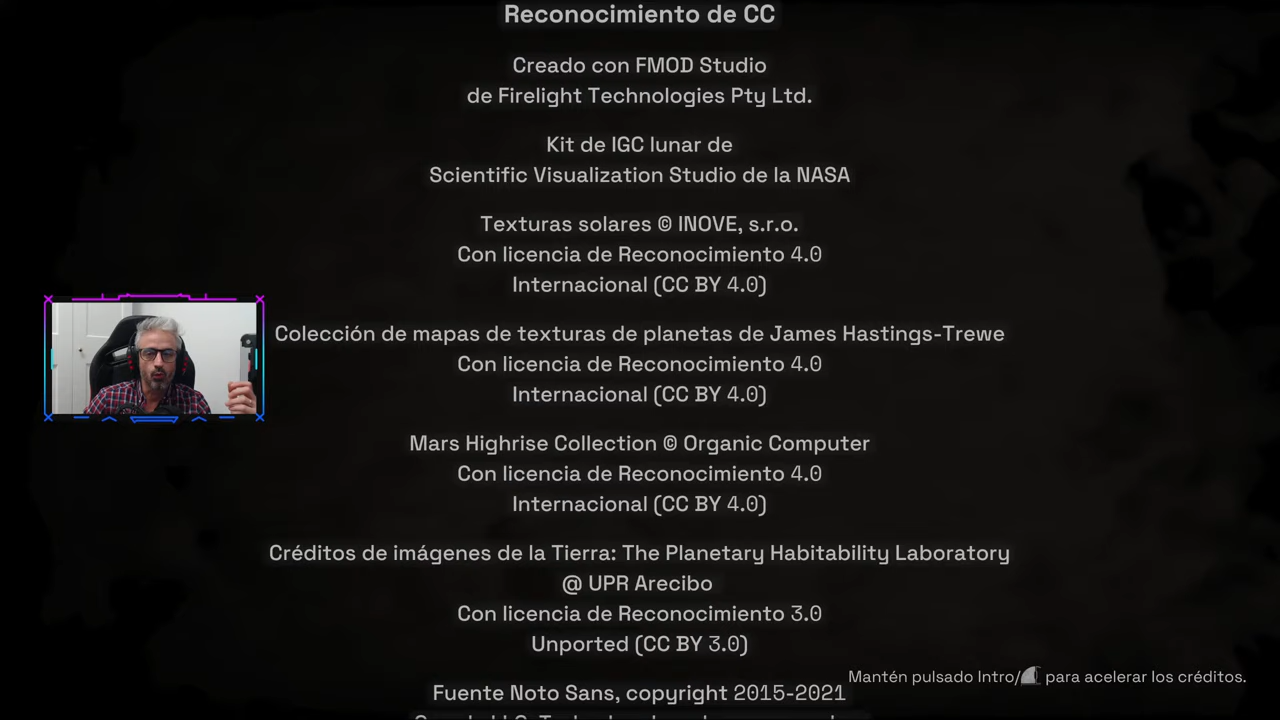 Reconocimiento de CC
Creado con FMOD Studio
de Firelight Technologies Pty Ltd.
Kit de IGC lunar de
Scientific Visualization Studio de la NASA
Texturas solares © INOVE, s.r.o.
Con licencia de Reconocimiento 4.0
Internacional (CC BY 4.0)
Colección de mapas de texturas de planetas de James Hastings-Trewe
Con licencia de Reconocimiento 4.0
Internacional (CC BY 4.0)
Mars Highrise Collection © Organic Computer
Con licencia de Reconocimiento 4.0
Internacional (CC BY 4.0)
Créditos de imágenes de la Tierra: The Planetary Habitability Laboratory
@ UPR Arecibo
Con licencia de Reconocimiento 3.0
Unported (CC BY 3.0)
Mantén pulsado Intro/ para acelerar los créditos.
Fuente Noto Sans, copyright 2015-2021